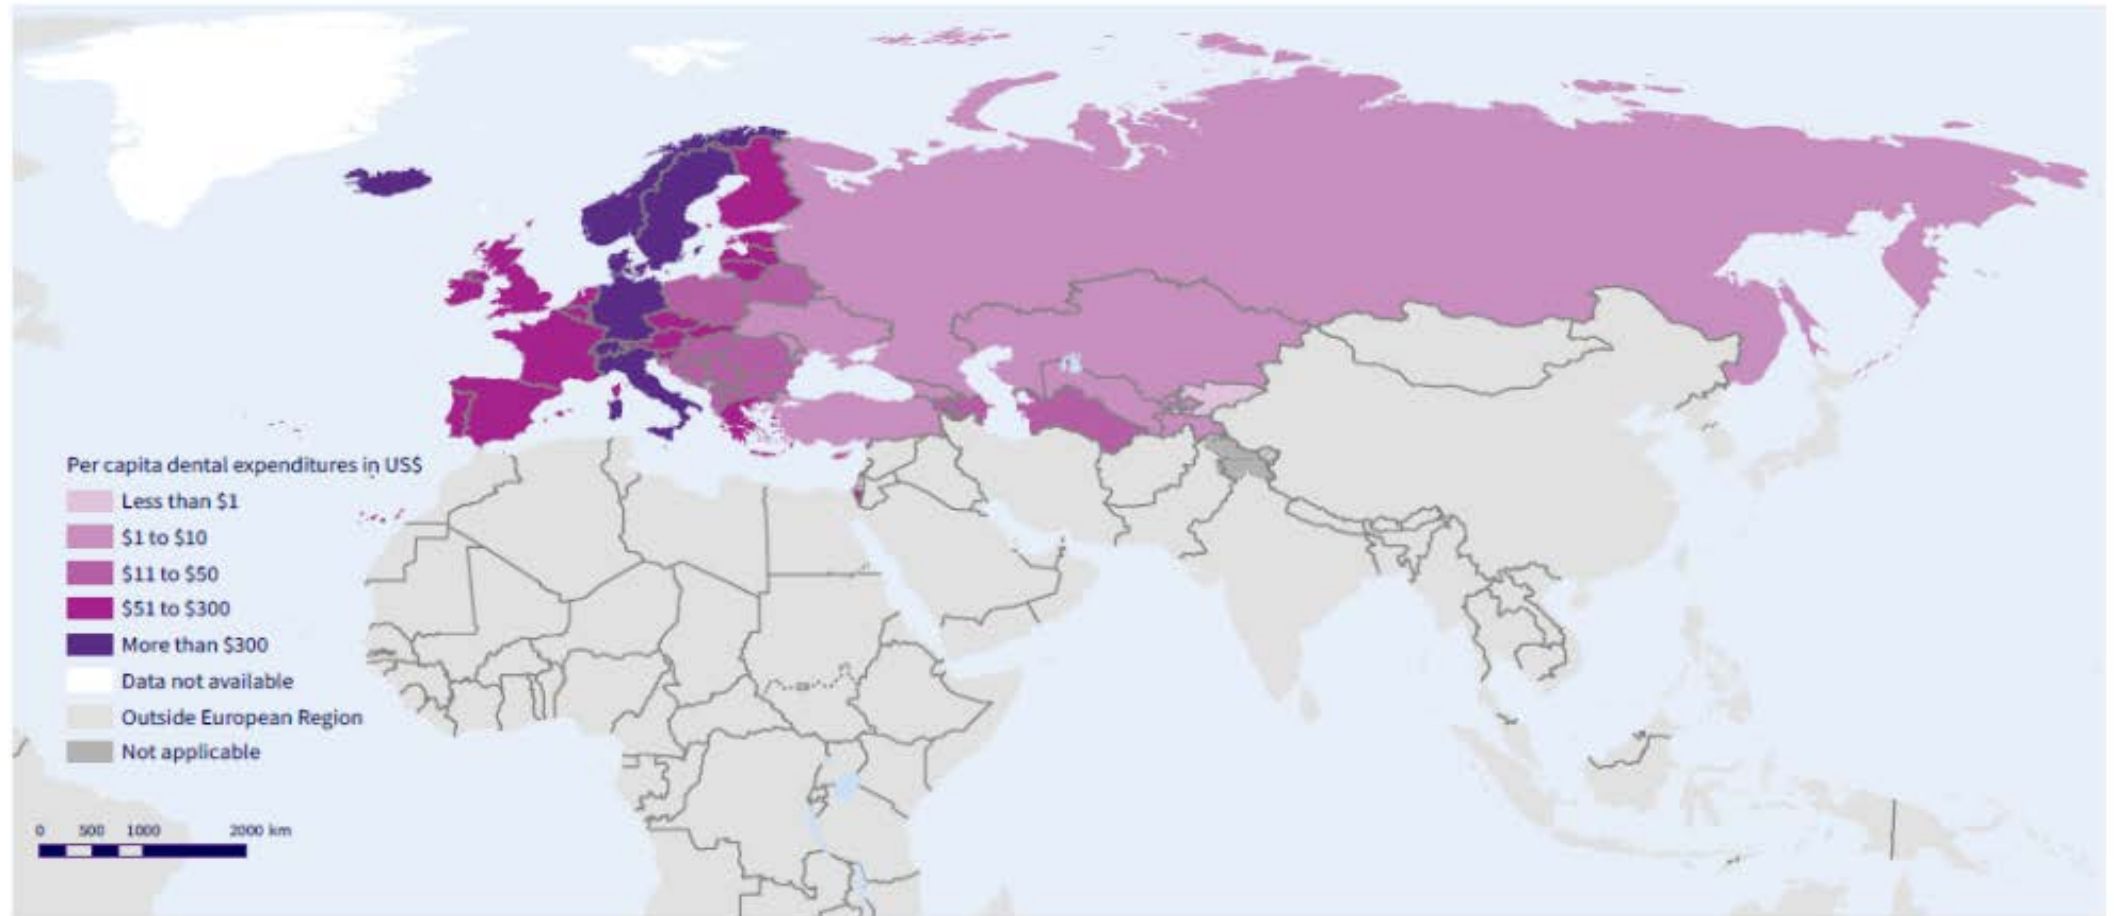 Per capita dental expenditures in US$
Less than $1
$1 to $10
$11 to $50
$51 to $300
More than $300
Data not available
Outside European Region
Not applicable
0 500 1000 2000 km